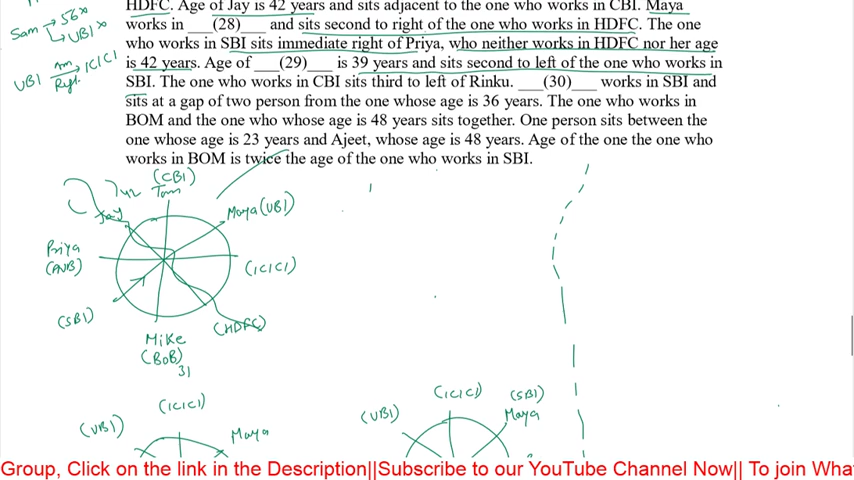 HDFC. Age of Jay is 42 years and sits adjacent to the one who works in CBI. Maya
works in ___(28)___ and sits second to right of the one who works in HDFC. The one
who works in SBI sits immediate right of Priya, who neither works in HDFC nor her age
is 42 years. Age of ___(29)___ is 39 years and sits second to left of the one who works in
SBI. The one who works in CBI sits third to left of Rinku. ___(30)___ works in SBI and
sits at a gap of two person from the one whose age is 36 years. The one who works in
BOM and the one whose age is 48 years sits together. One person sits between the
one whose age is 23 years and Ajeet, whose age is 48 years. Age of the one the one who
works in BOM is twice the age of the one who works in SBI.
Sam → 56×
→ UBI×
UBI → ICICI
(CBI)
42
Jay
Maya (UBI)
Priya
(ICICI)
(SBI)
(HDFC)
Mike
(BOB)
31
(ICICI)
(UBI)
Maya
(ICICI)
(SBI)
(UBI)
Maya
Group, Click on the link in the Description||Subscribe to our YouTube Channel Now|| To join Wha